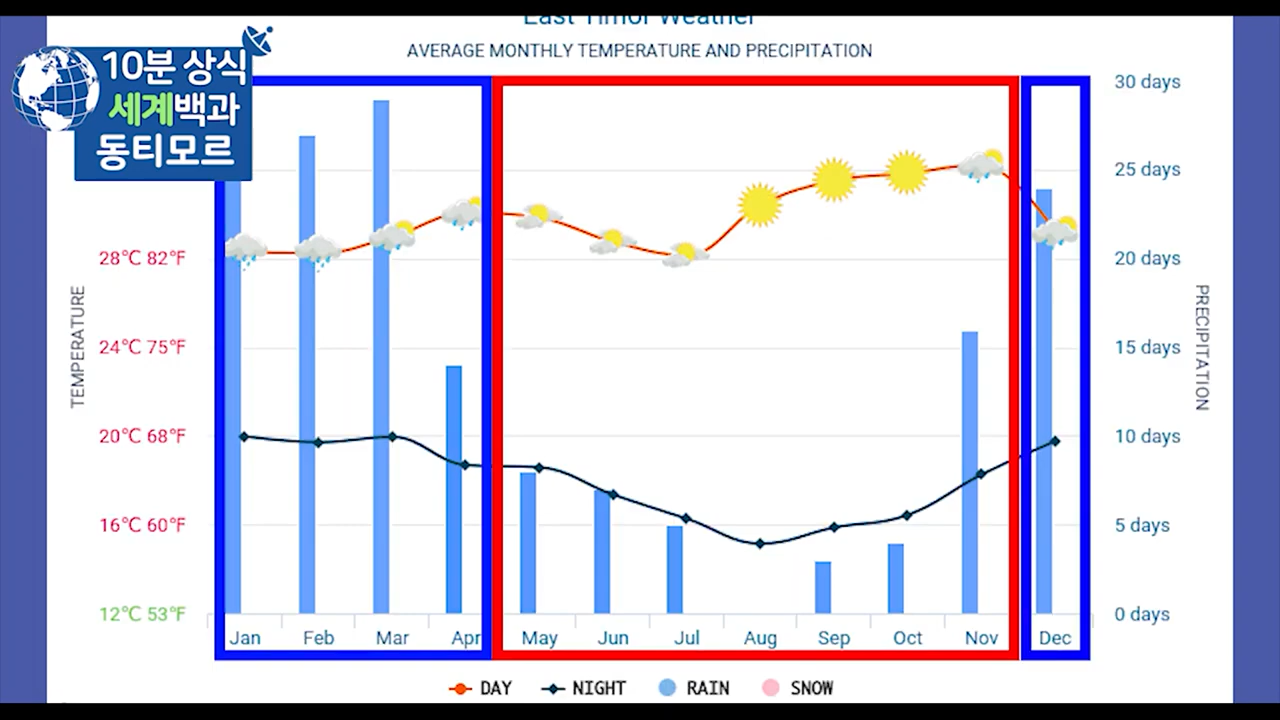 East Timor Weather
AVERAGE MONTHLY TEMPERATURE AND PRECIPITATION
10분 상식
세계백과
동티모르
30 days
25 days
28℃ 82℉
20 days
24℃ 75℉
15 days
20℃ 68℉
10 days
16℃ 60℉
5 days
12℃ 53℉
0 days
TEMPERATURE
PRECIPITATION
Jan Feb Mar Apr May Jun Jul Aug Sep Oct Nov Dec
DAY NIGHT RAIN SNOW